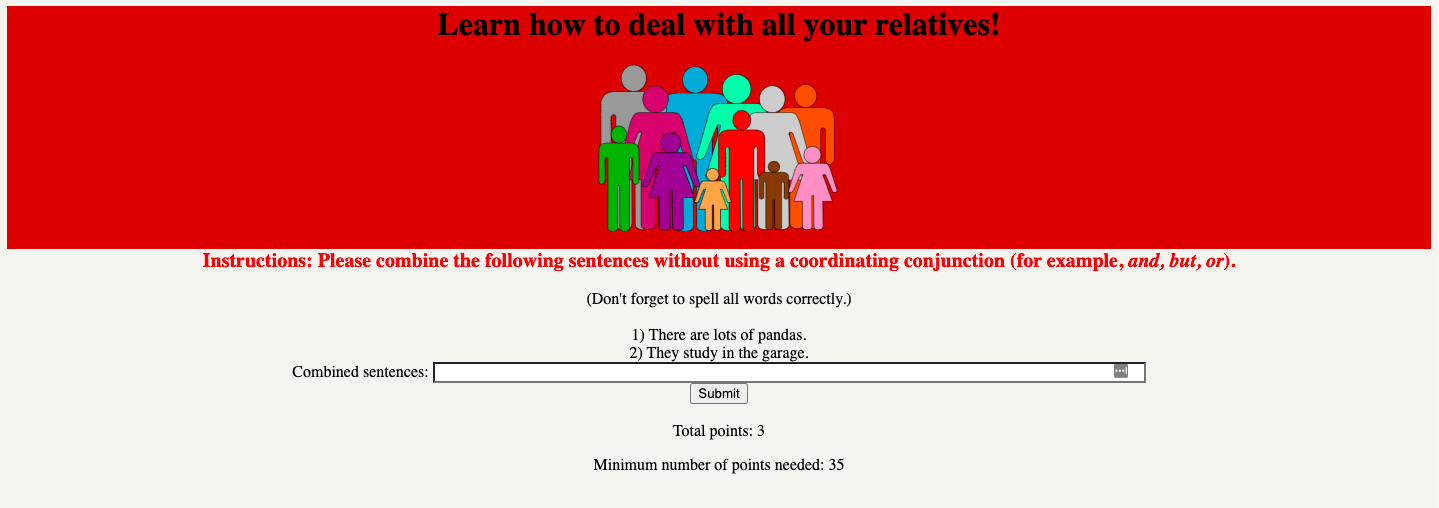 Learn how to deal with all your relatives!
Instructions: Please combine the following sentences without using a coordinating conjunction (for example, and, but, or).
(Don't forget to spell all words correctly.)
1) There are lots of pandas.
2) They study in the garage.
Combined sentences:
Submit
Total points: 3
Minimum number of points needed: 35